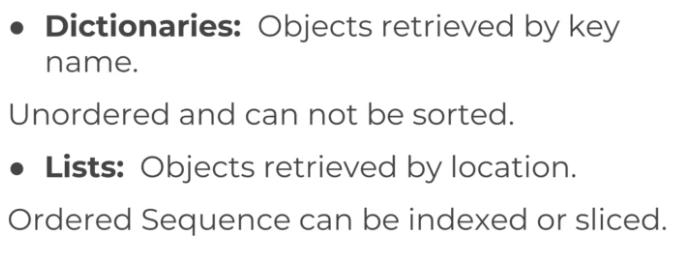 ● Dictionaries: Objects retrieved by key
name.
Unordered and can not be sorted.
● Lists: Objects retrieved by location.
Ordered Sequence can be indexed or sliced.